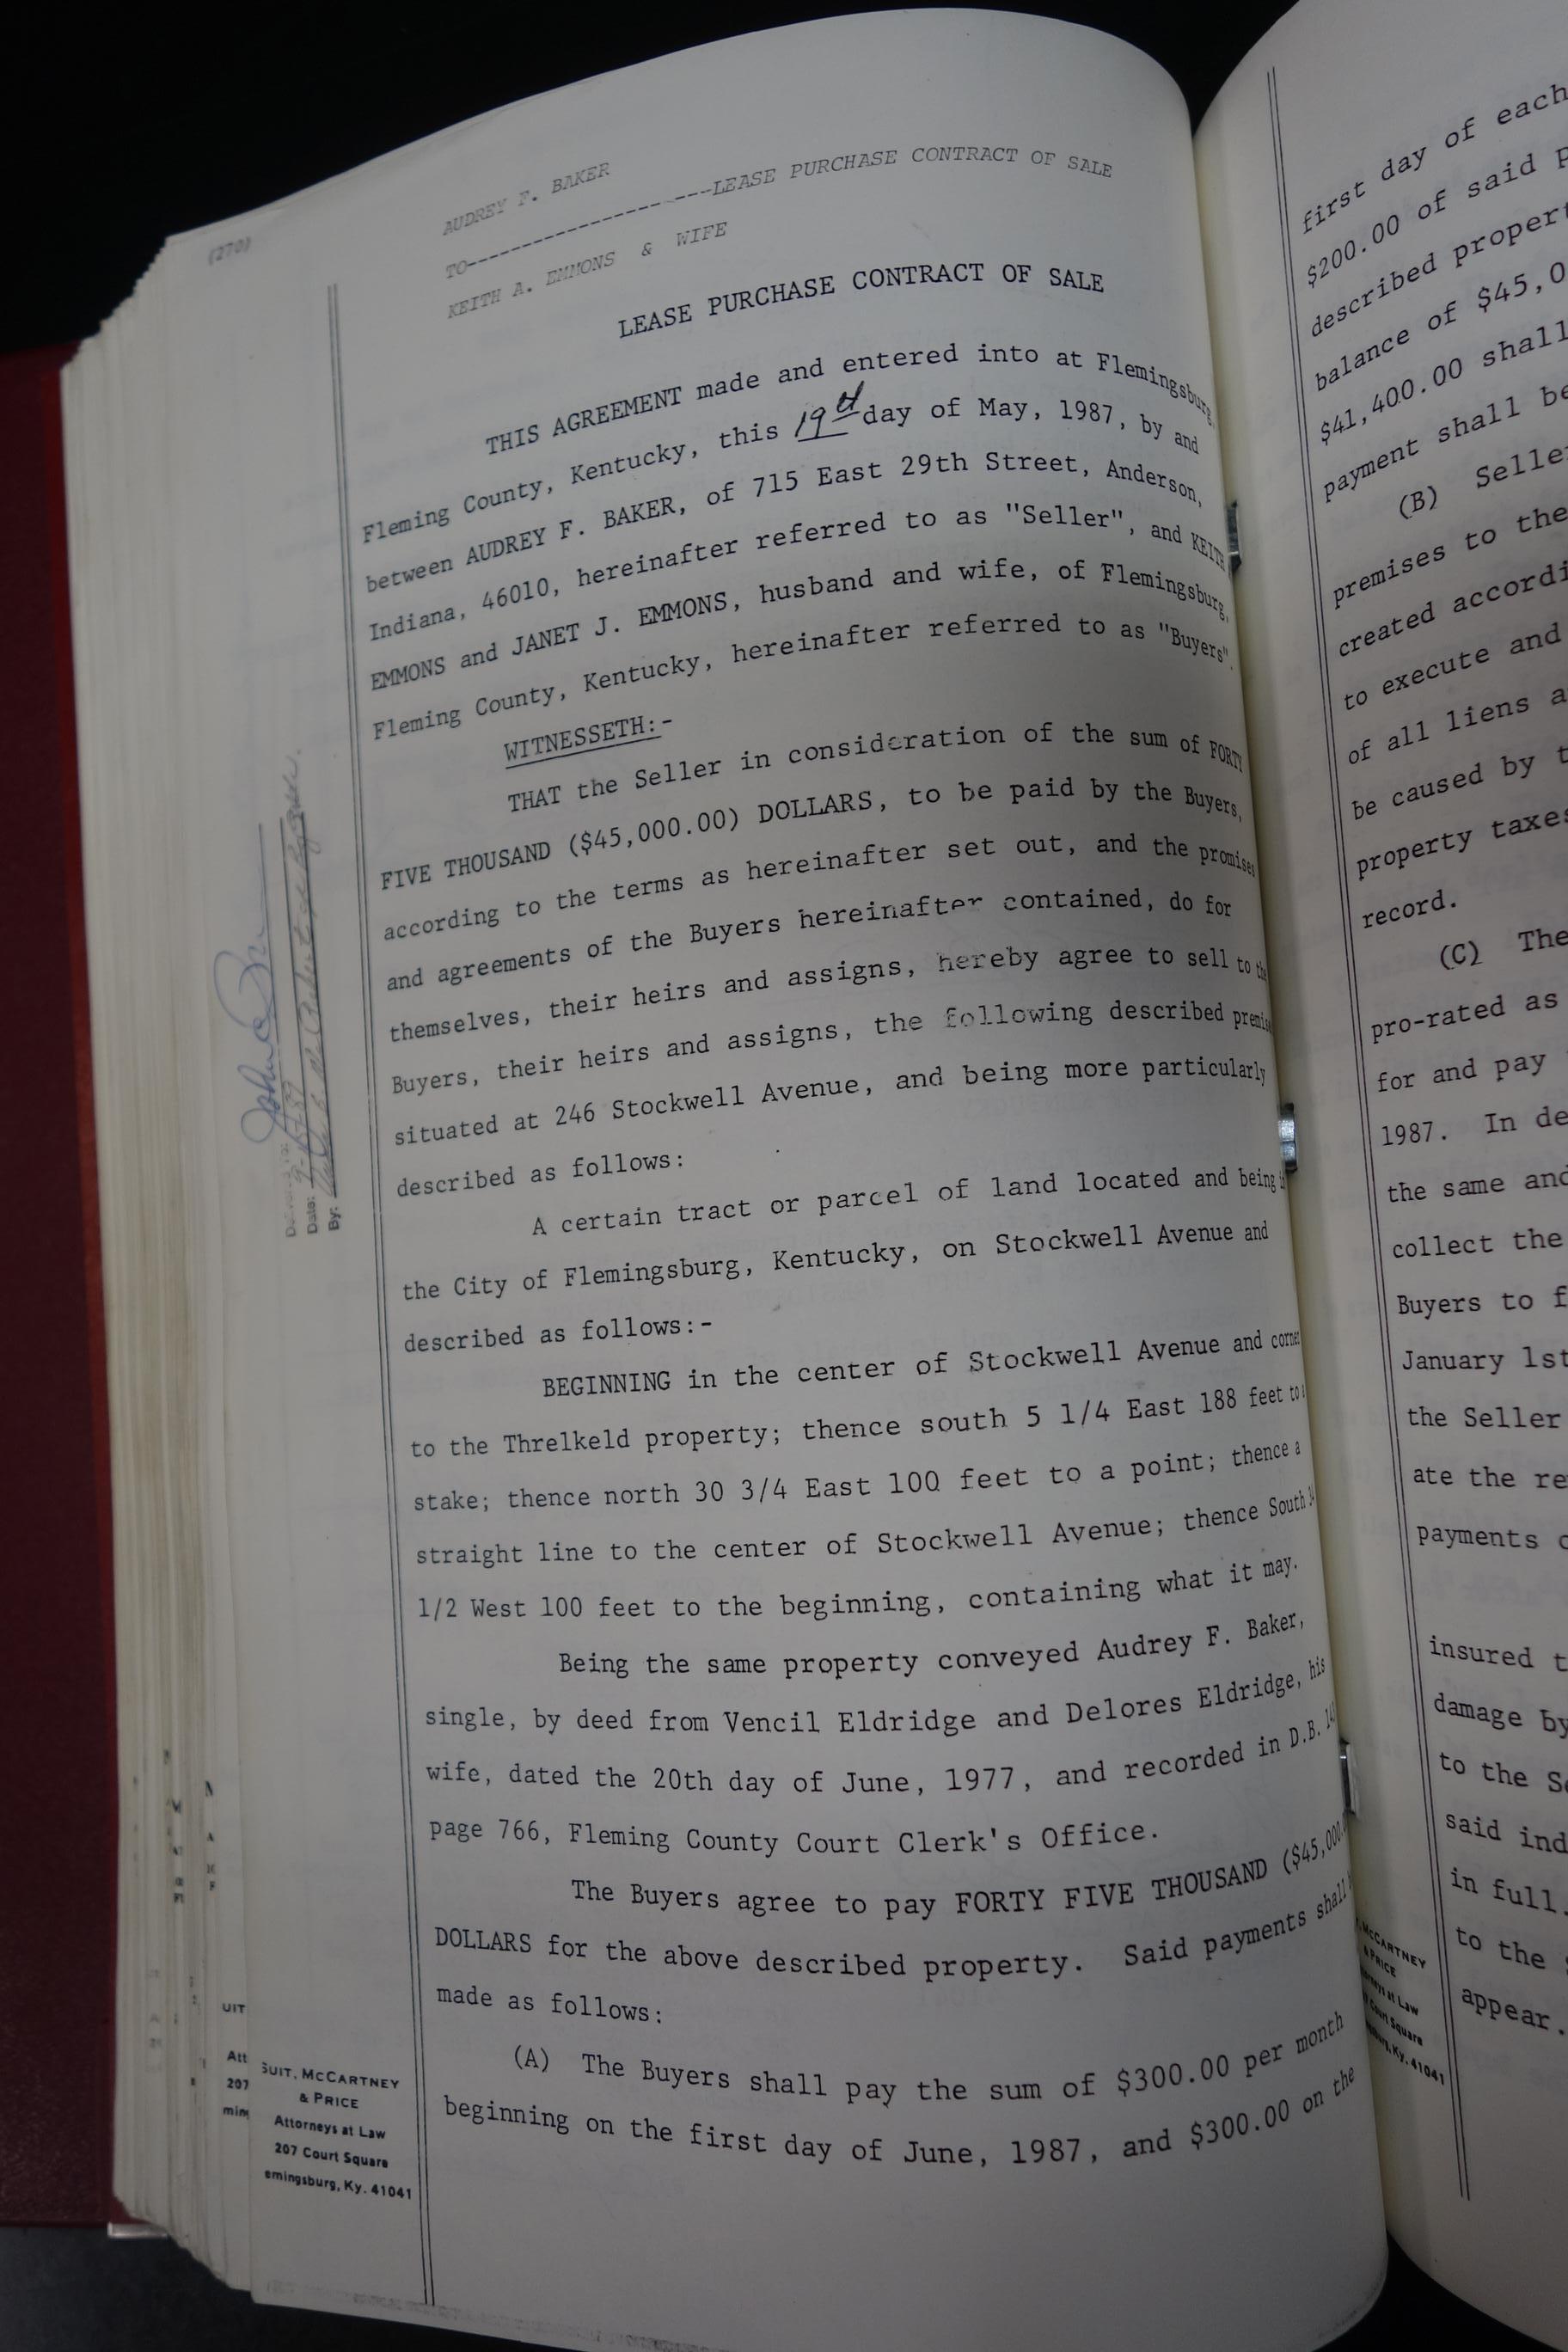 (270)
AUDREY F. BAKER
TO--------------------LEASE PURCHASE CONTRACT OF SALE
KEITH A. EMMONS & WIFE
LEASE PURCHASE CONTRACT OF SALE
THIS AGREEMENT made and entered into at Flemingsburg,
Fleming County, Kentucky, this 19th day of May, 1987, by and
between AUDREY F. BAKER, of 715 East 29th Street, Anderson,
Indiana, 46010, hereinafter referred to as "Seller", and KEITH
EMMONS and JANET J. EMMONS, husband and wife, of Flemingsburg,
Fleming County, Kentucky, hereinafter referred to as "Buyers".
WITNESSETH:-
THAT the Seller in consideration of the sum of FORTY
FIVE THOUSAND ($45,000.00) DOLLARS, to be paid by the Buyers,
according to the terms as hereinafter set out, and the promises
and agreements of the Buyers hereinafter contained, do for
themselves, their heirs and assigns, hereby agree to sell to the
Buyers, their heirs and assigns, the following described
situated at 246 Stockwell Avenue, and being more particularly
described as follows:
A certain tract or parcel of land located and being
the City of Flemingsburg, Kentucky, on Stockwell Avenue and
described as follows:-
BEGINNING in the center of Stockwell Avenue and corner
to the Threlkeld property; thence south 5 1/4 East 188 feet to a
stake; thence north 30 3/4 East 100 feet to a point; thence a
straight line to the center of Stockwell Avenue; thence South
1/2 West 100 feet to the beginning, containing what it may.
Being the same property conveyed Audrey F. Baker,
single, by deed from Vencil Eldridge and Delores Eldridge, his
wife, dated the 20th day of June, 1977, and recorded in D.B.
page 766, Fleming County Court Clerk's Office.
The Buyers agree to pay FORTY FIVE THOUSAND ($45,000.
DOLLARS for the above described property. Said payments shall
made as follows:
(A) The Buyers shall pay the sum of $300.00 per month
beginning on the first day of June, 1987, and $300.00 on the
Date:
By:
SUIT, MCCARTNEY
& PRICE
Attorneys at Law
207 Court Square
emingsburg, Ky. 41041
UIT
Att
207
first day of each
$200.00 of said
described
balance of $45,0
$41,400.00 shall
payment shall be
(B) Seller
premises to the
created
to execute and
of all liens
be caused by
property taxes
record.
(C) The
pro-rated as
for and pay
1987. In de
the same and
collect the
Buyers to f
January 1st
the Seller
ate the re
payments
insured t
damage by
to the Se
said ind
in full.
to the
appear.
McCARTNEY
& PRICE
at Law
Court Square
Ky. 41041